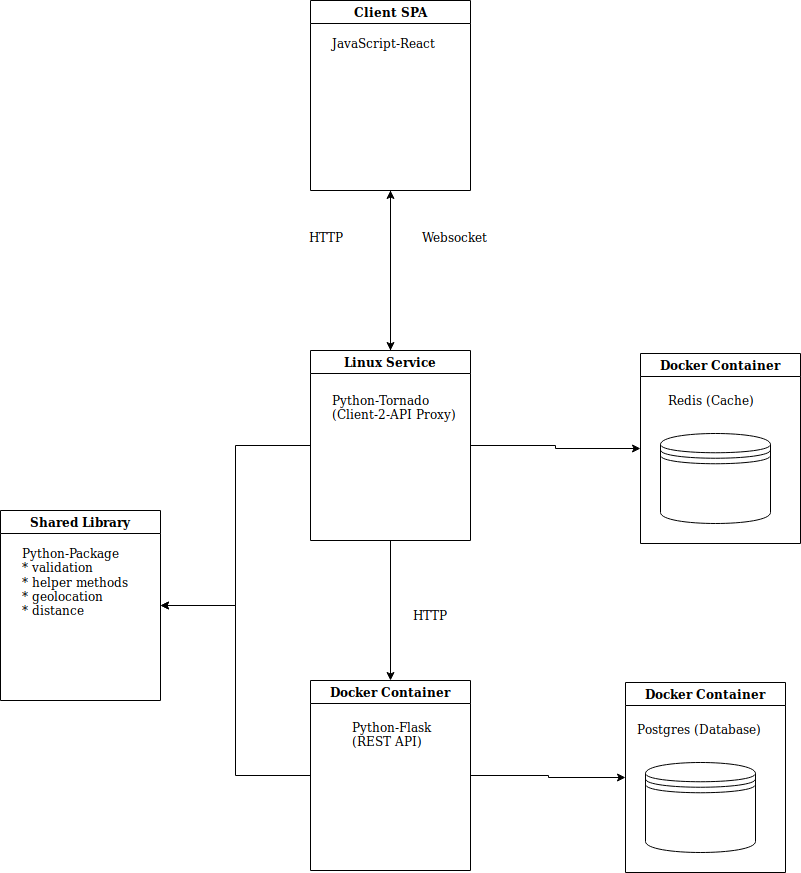 Client SPA
JavaScript-React
HTTP
Websocket
Linux Service
Python-Tornado
(Client-2-API Proxy)
Docker Container
Redis (Cache)
Shared Library
Python-Package
* validation
* helper methods
* geolocation
* distance
HTTP
Docker Container
Python-Flask
(REST API)
Docker Container
Postgres (Database)